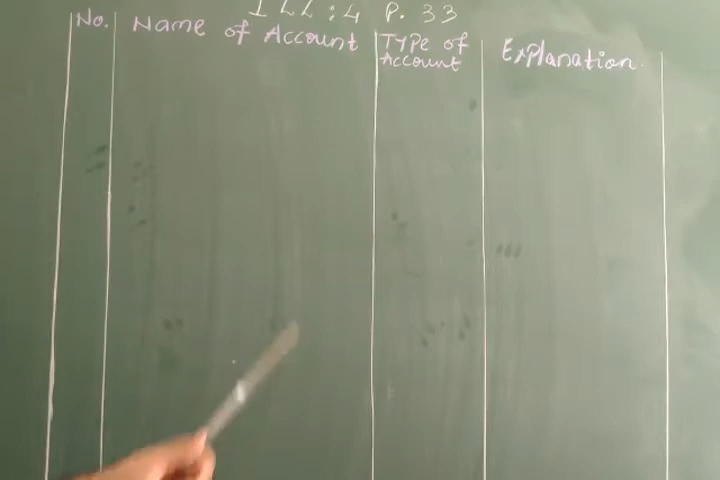 ILL:4 P.33
No.
Name of Account
Type of
Account
Explanation.